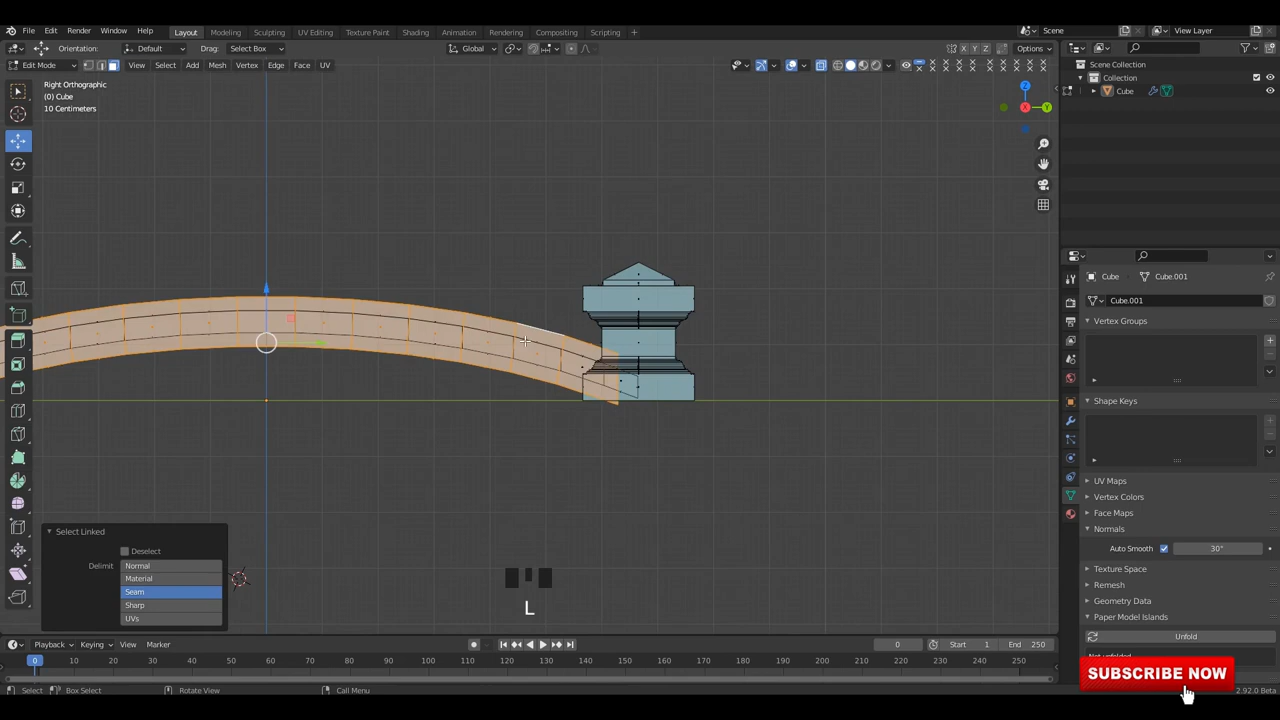 File Edit Render Window Help Layout Modeling Sculpting UV Editing Texture Paint Shading Animation Rendering Compositing Scripting Scene View Layer
Orientation: Default Drag: Select Box Global X Y Z Options
Edit Mode View Select Add Mesh Vertex Edge Face UV
Scene Collection
Collection
Cube
Right Orthographic
(0) Cube
10 Centimeters
Z
X
Y
Cube Cube.001
Cube.001
Vertex Groups
Shape Keys
UV Maps
Vertex Colors
Face Maps
Normals
Auto Smooth 30°
Texture Space
Remesh
Geometry Data
Paper Model Islands
Unfold
Select Linked
Deselect
Delimit Normal
Material
Seam
Sharp
UVs
L
Playback Keying View Marker 0 Start 1 End 250
0 10 20 30 40 50 60 70 80 90 100 110 120 130 140 150 160 170 180 190 200 210 220 230 240 250
SUBSCRIBE NOW
Select Box Select Rotate View Call Menu 2.92.0 Beta